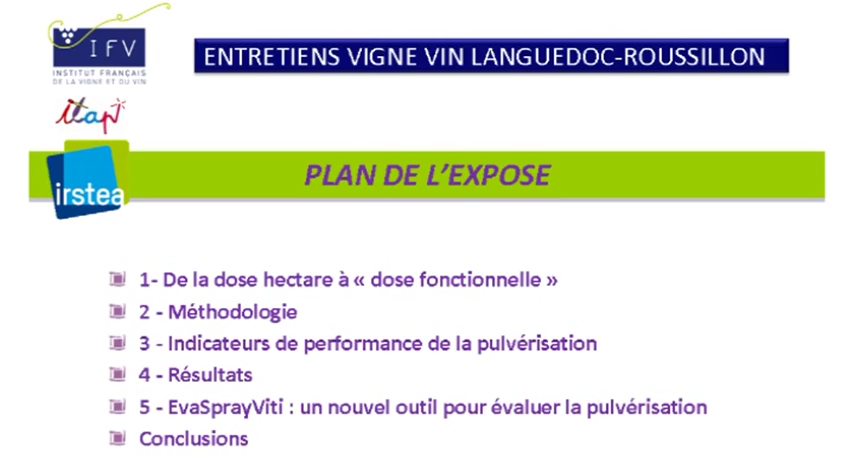 IFV
INSTITUT FRANÇAIS
DE LA VIGNE ET DU VIN
ENTRETIENS VIGNE VIN LANGUEDOC-ROUSSILLON
itap
irstea
PLAN DE L'EXPOSE
1- De la dose hectare à « dose fonctionnelle »
2 - Méthodologie
3 - Indicateurs de performance de la pulvérisation
4 - Résultats
5 - EvaSprayViti : un nouvel outil pour évaluer la pulvérisation
Conclusions